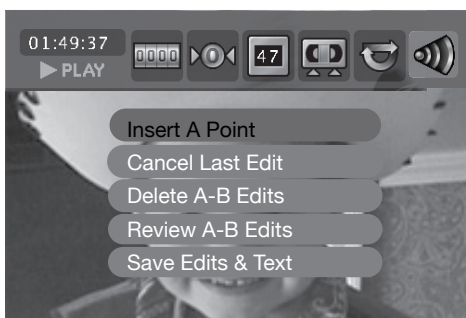 01:49:37
PLAY
0000
47
Insert A Point
Cancel Last Edit
Delete A-B Edits
Review A-B Edits
Save Edits & Text